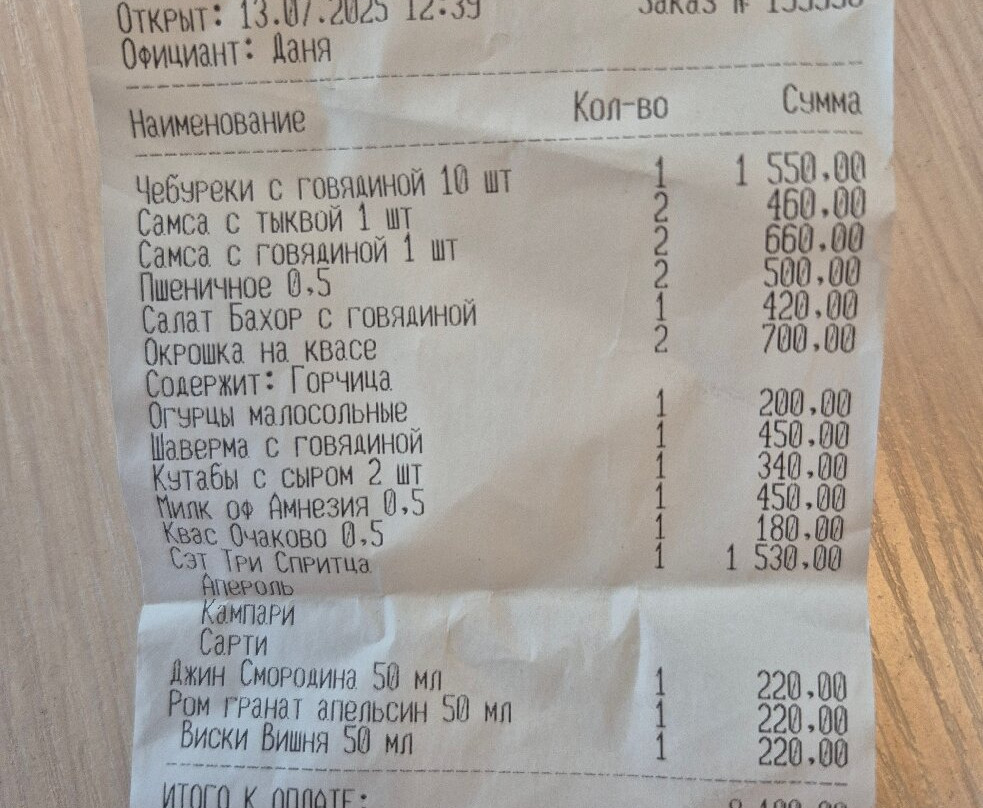 Открыт: 13.07.2025 12:39 Заказ №
Официант: Даня
Наименование Кол-во Сумма
Чебуреки с говядиной 10 шт 1 1 550,00
Самса с тыквой 1 шт 2 460,00
Самса с говядиной 1 шт 2 660,00
Пшеничное 0,5 2 500,00
Салат Бахор с говядиной 1 420,00
Окрошка на квасе 2 700,00
Содержит: Горчица
Огурцы малосольные 1 200,00
Шаверма с говядиной 1 450,00
Кутабы с сыром 2 шт 1 340,00
Милк оф Амнезия 0,5 1 450,00
Квас Очаково 0,5 1 180,00
Сэт Три Спритца 1 1 530,00
Апероль
Кампари
Сарти
Джин Смородина 50 мл 1 220,00
Ром гранат апельсин 50 мл 1 220,00
Виски Вишня 50 мл 1 220,00
ИТОГО К ОПЛАТЕ: